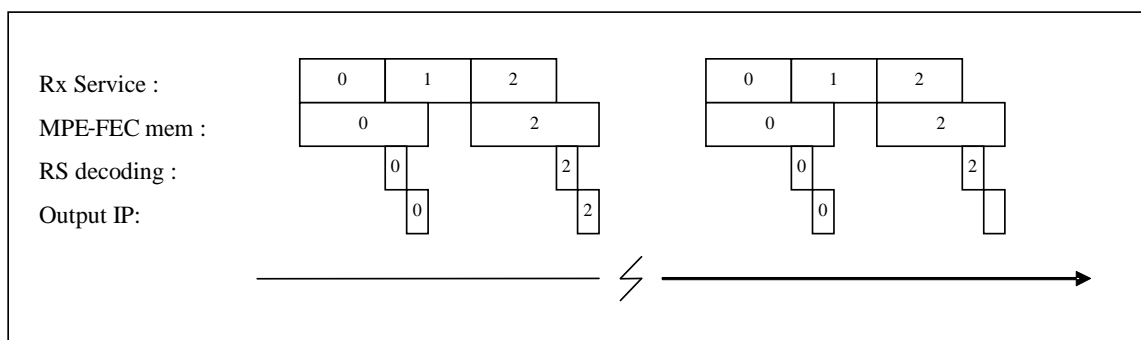 Rx Service : 0 1 2 0 1 2
MPE-FEC mem : 0 2 0 2
RS decoding : 0 2 0 2
Output IP: 0 2 0